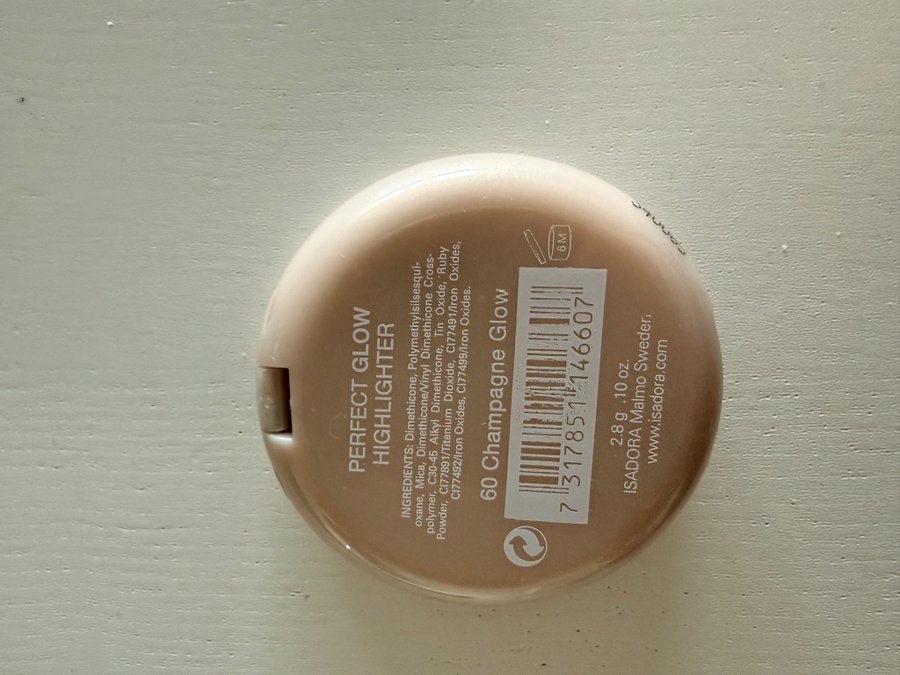 PERFECT GLOW
HIGHLIGHTER
INGREDIENTS: Dimethicone, Polymethylsilsesqui-
oxane, Mica, Dimethicone/Vinyl Dimethicone Cross-
polymer, C30-45 Alkyl Dimethicone, Tin Oxide, Ruby
Powder, CI77891/Titanium Dioxide, CI77491/Iron Oxides,
CI77492/Iron Oxides, CI77499/Iron Oxides.
60 Champagne Glow
6M
7 317851 146607
2.8 g .10 oz.
ISADORA Malmo Sweden
www.isadora.com